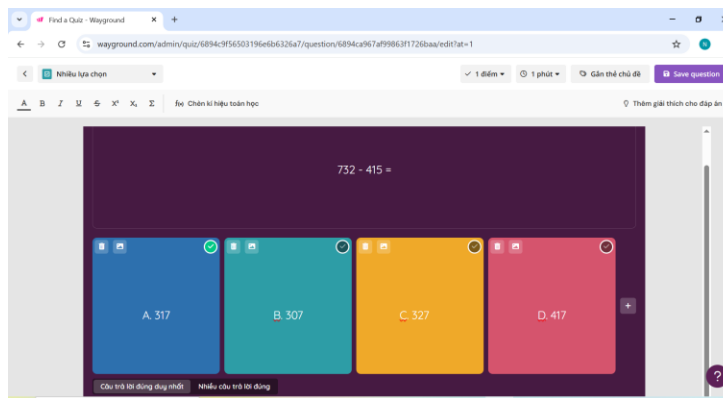 Find a Quiz - Wayground
wayground.com/admin/quiz/6894c9f56503196e6b6326a7/question/6894ca967af99863f1726baa/edit?at=1
N
Nhiều lựa chọn
1 điểm
1 phút
Gắn thẻ chủ đề
Save question
A B I U S X² X₂ Σ
f(x) Chèn kí hiệu toán học
Thêm giải thích cho đáp án
732 - 415 =
A. 317
B. 307
C. 327
D. 417
Câu trả lời đúng duy nhất
Nhiều câu trả lời đúng